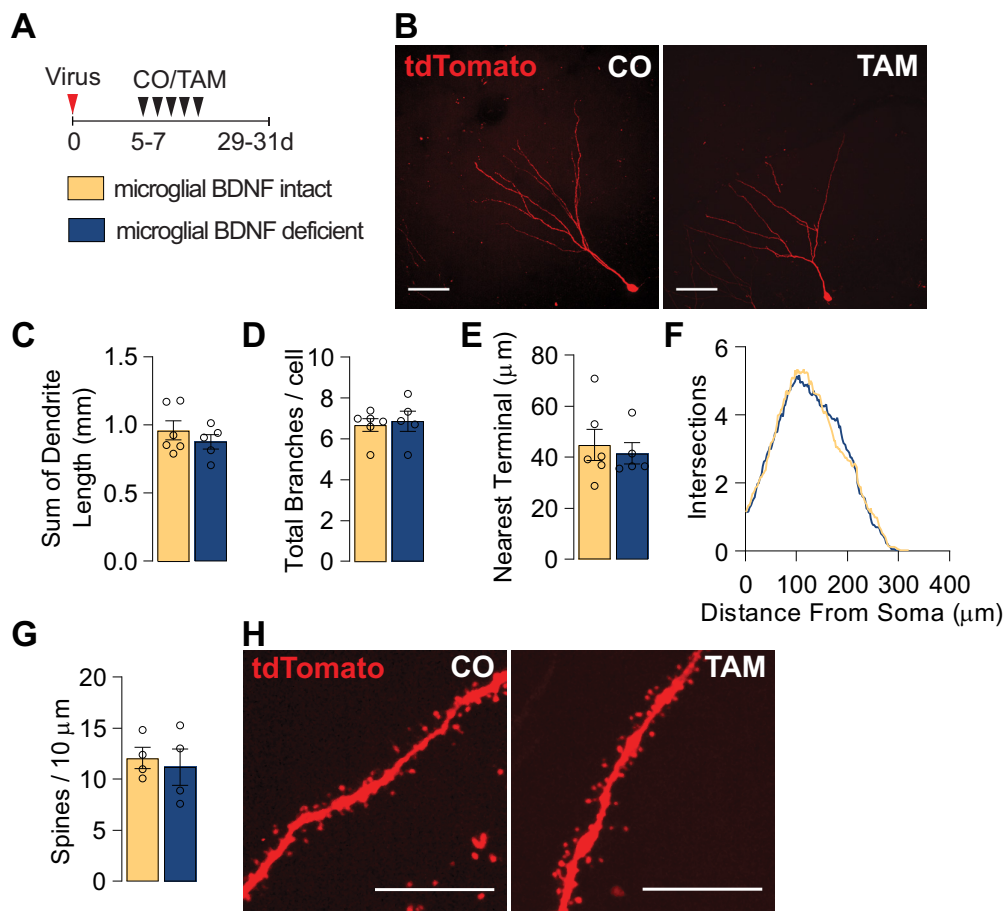 A
Virus CO/TAM
0 5-7 29-31d
microglial BDNF intact
microglial BDNF deficient
B
tdTomato CO
TAM
C
Sum of Dendrite
Length (mm)
1.5
1.0
0.5
0.0
D
Total Branches / cell
10
8
6
4
2
0
E
Nearest Terminal (μm)
80
60
40
20
0
F
Intersections
6
4
2
0
0 100 200 300 400
Distance From Soma (μm)
G
Spines / 10 μm
20
15
10
5
0
H
tdTomato CO
TAM